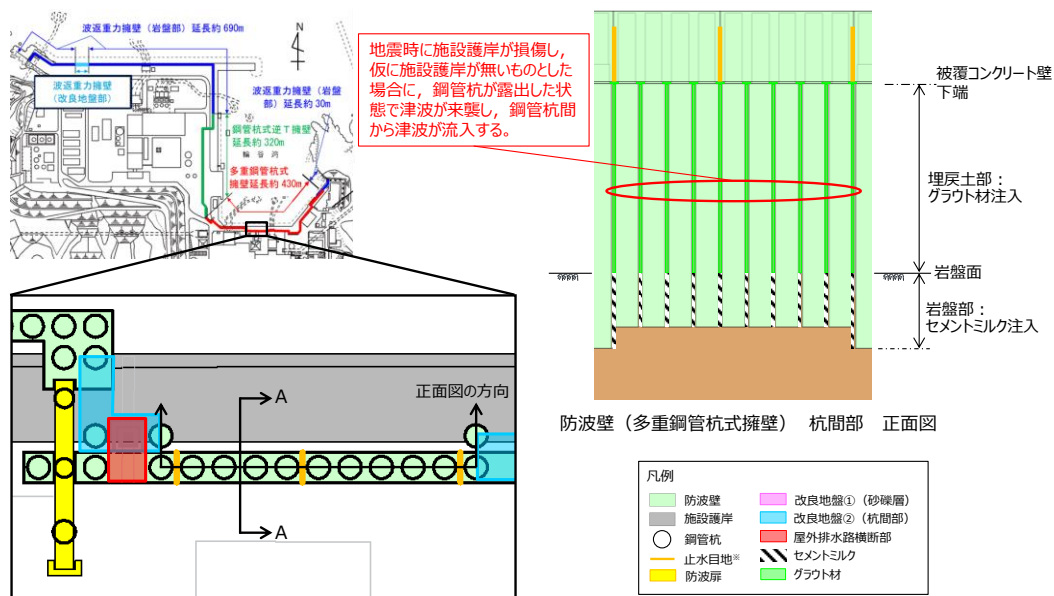 波返重力擁壁（岩盤部）延長約690m
N
波返重力擁壁
（改良地盤部）
波返重力擁壁（岩盤
部）延長約30m
鋼管杭式逆Ｔ擁壁
延長約320m
輪谷湾
多重鋼管杭式
擁壁延長約430m
地震時に施設護岸が損傷し，
仮に施設護岸が無いものとした
場合に，鋼管杭が露出した状
態で津波が来襲し，鋼管杭間
から津波が流入する。
被覆コンクリート壁
下端
埋戻土部：
グラウト材注入
岩盤面
岩盤部：
セメントミルク注入
防波壁（多重鋼管杭式擁壁） 杭間部 正面図
正面図の方向
A
A
凡例
防波壁
施設護岸
鋼管杭
止水目地※
防波扉
改良地盤①（砂礫層）
改良地盤②（杭間部）
屋外排水路横断部
セメントミルク
グラウト材